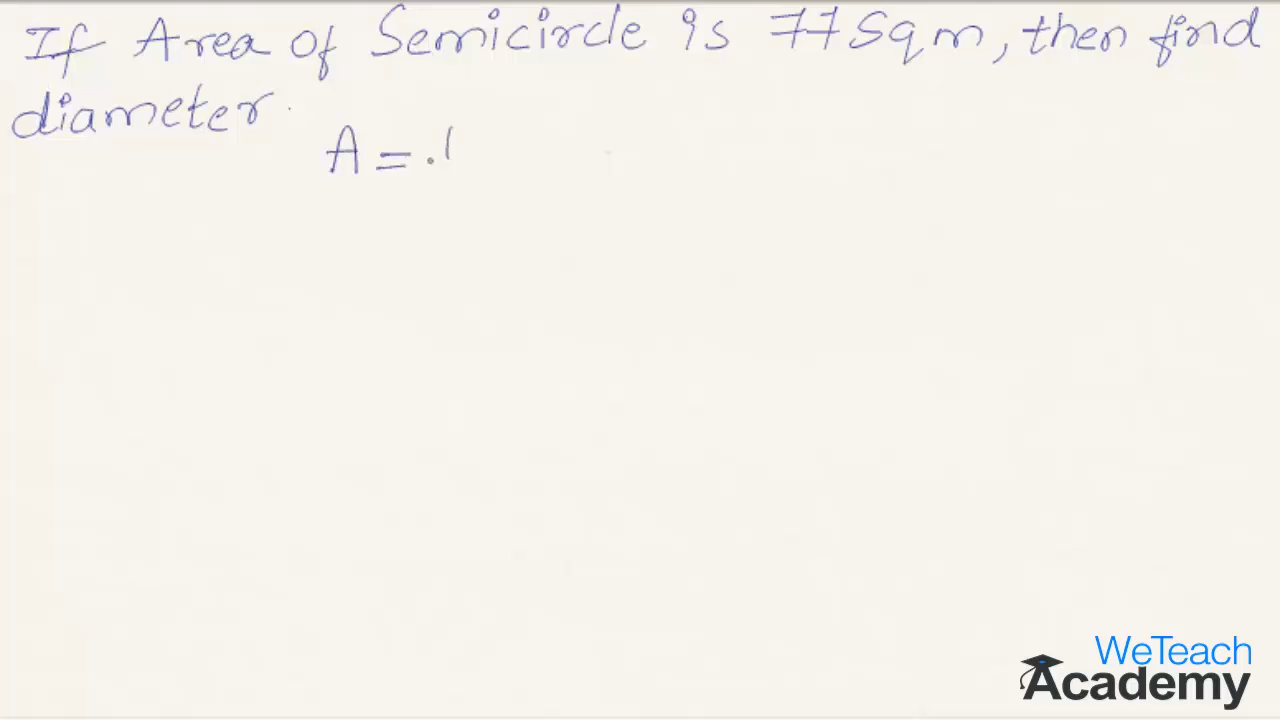 If Area of Semicircle is 77 Sq m, then find
diameter.
A =
WeTeach
Academy